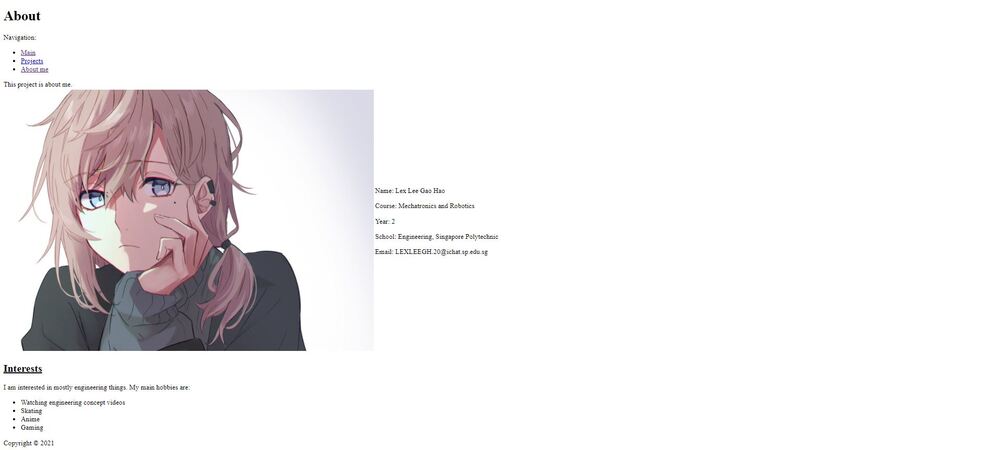 About
Navigation:
Main
Projects
About me
This project is about me.
Name: Lex Lee Gao Hao
Course: Mechatronics and Robotics
Year: 2
School: Engineering, Singapore Polytechnic
Email: LEXLEEGH.20@ichat.sp.edu.sg
Interests
I am interested in mostly engineering things. My main hobbies are:
Watching engineering concept videos
Skating
Anime
Gaming
Copyright © 2021